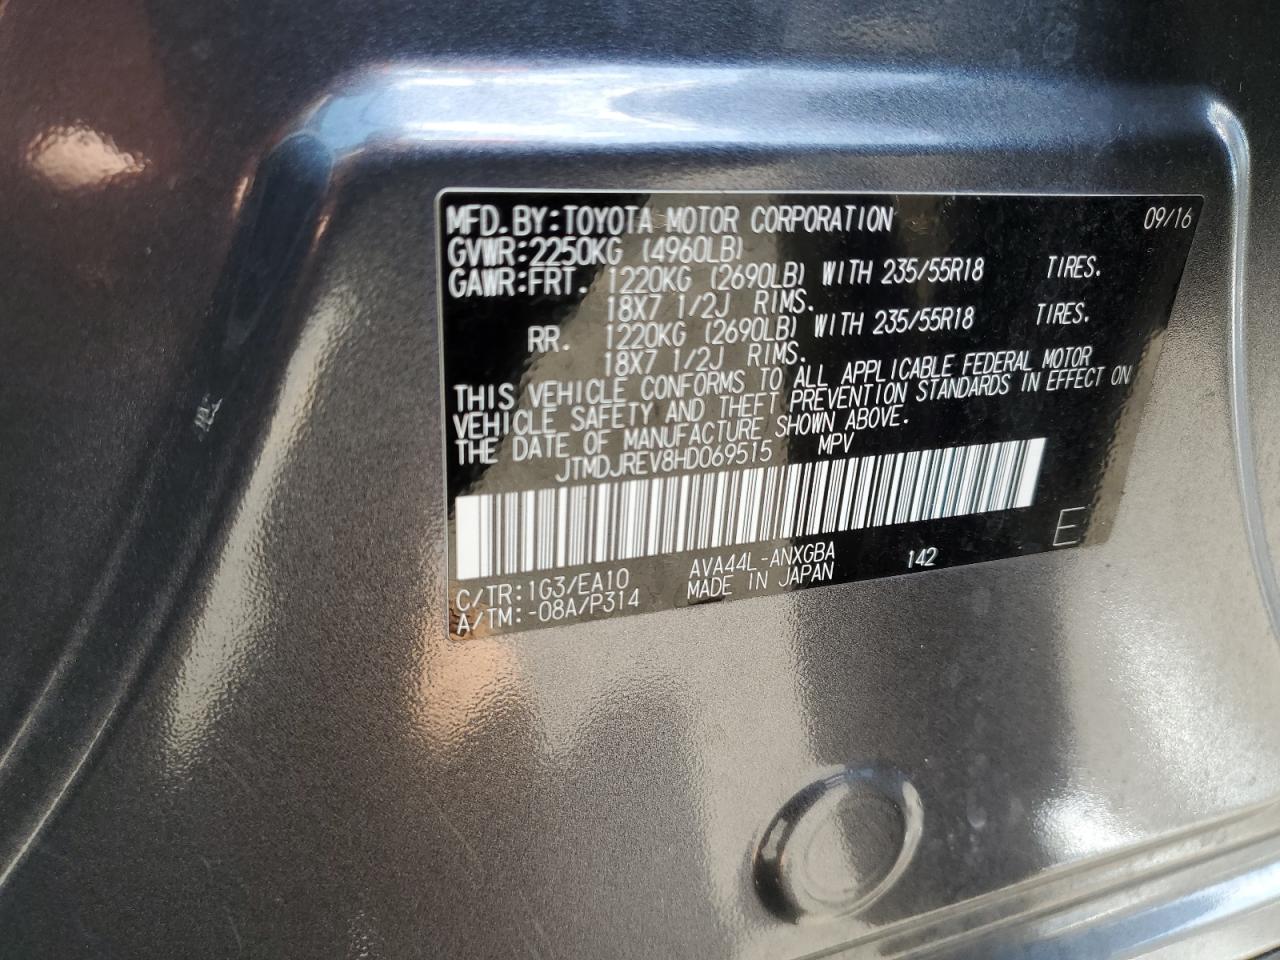 MFD.BY:TOYOTA MOTOR CORPORATION 09/16
GVWR:2250KG (4960LB)
GAWR:FRT. 1220KG (2690LB) WITH 235/55R18 TIRES.
18X7 1/2J RIMS.
RR. 1220KG (2690LB) WITH 235/55R18 TIRES.
18X7 1/2J RIMS.
THIS VEHICLE CONFORMS TO ALL APPLICABLE FEDERAL MOTOR
VEHICLE SAFETY AND THEFT PREVENTION STANDARDS IN EFFECT ON
THE DATE OF MANUFACTURE SHOWN ABOVE.
JTMDJREV8HD069515 MPV
C/TR:1G3/EA10 AVA44L-ANXGBA 142 E
A/TM:-08A/P314 MADE IN JAPAN